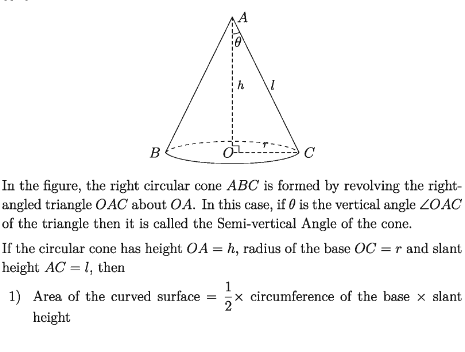 A
θ
h
l
r
B
O
C
In the figure, the right circular cone ABC is formed by revolving the right-
angled triangle OAC about OA. In this case, if θ is the vertical angle ∠OAC
of the triangle then it is called the Semi-vertical Angle of the cone.
If the circular cone has height OA = h, radius of the base OC = r and slant
height AC = l, then
1) Area of the curved surface = 1/2 × circumference of the base × slant
height